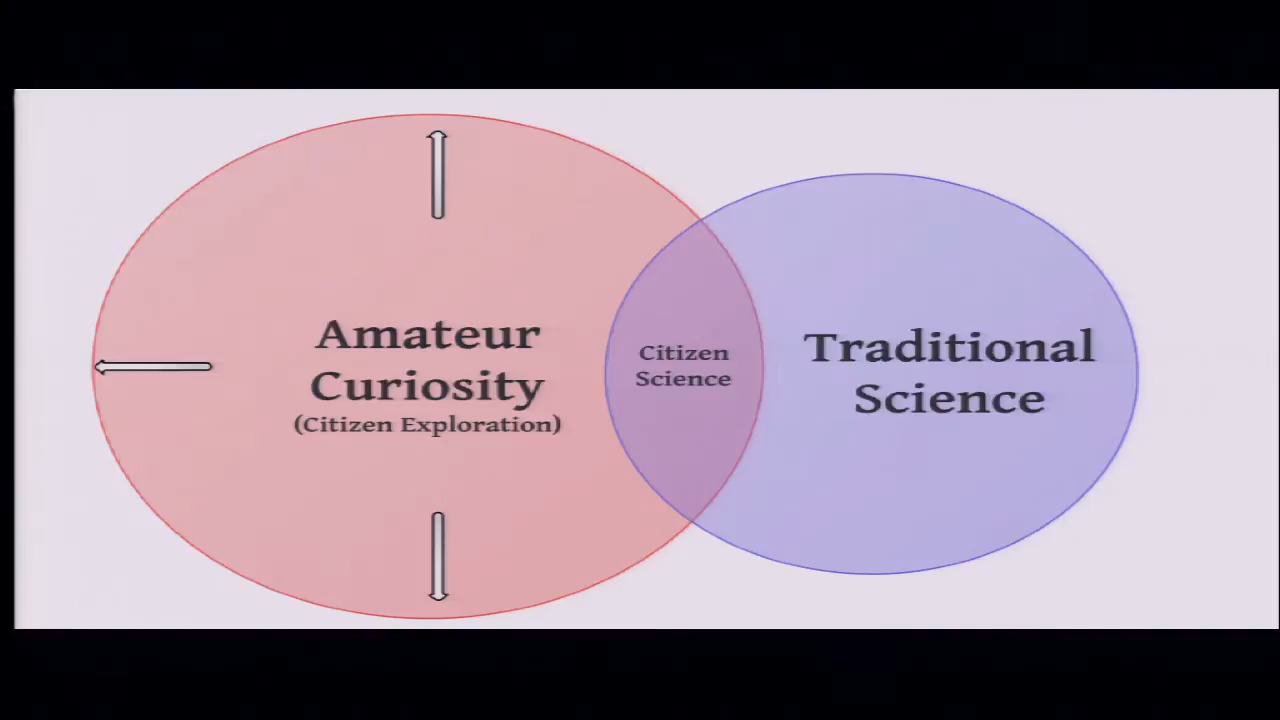 Amateur
Curiosity
(Citizen Exploration)
Citizen
Science
Traditional
Science